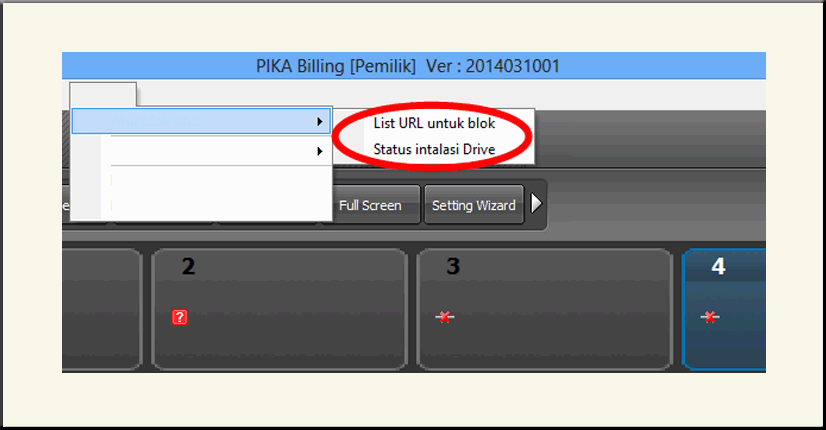 PIKA Billing [Pemilik] Ver : 2014031001
List URL untuk blok
Status intalasi Drive
Full Screen
Setting Wizard
2
3
4
?